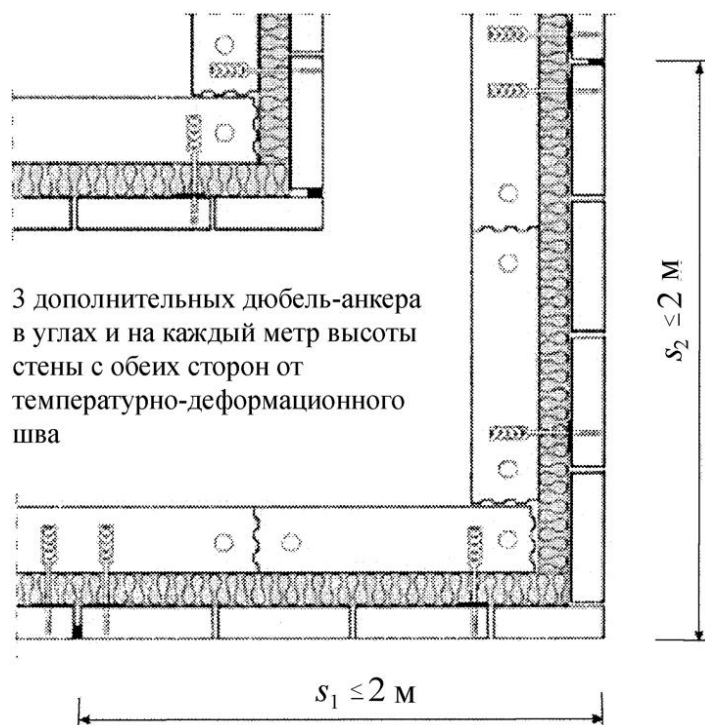 3 дополнительных дюбель-анкера
в углах и на каждый метр высоты
стены с обеих сторон от
температурно-деформационного
шва
s₂ ≤ 2 м
s₁ ≤ 2 м